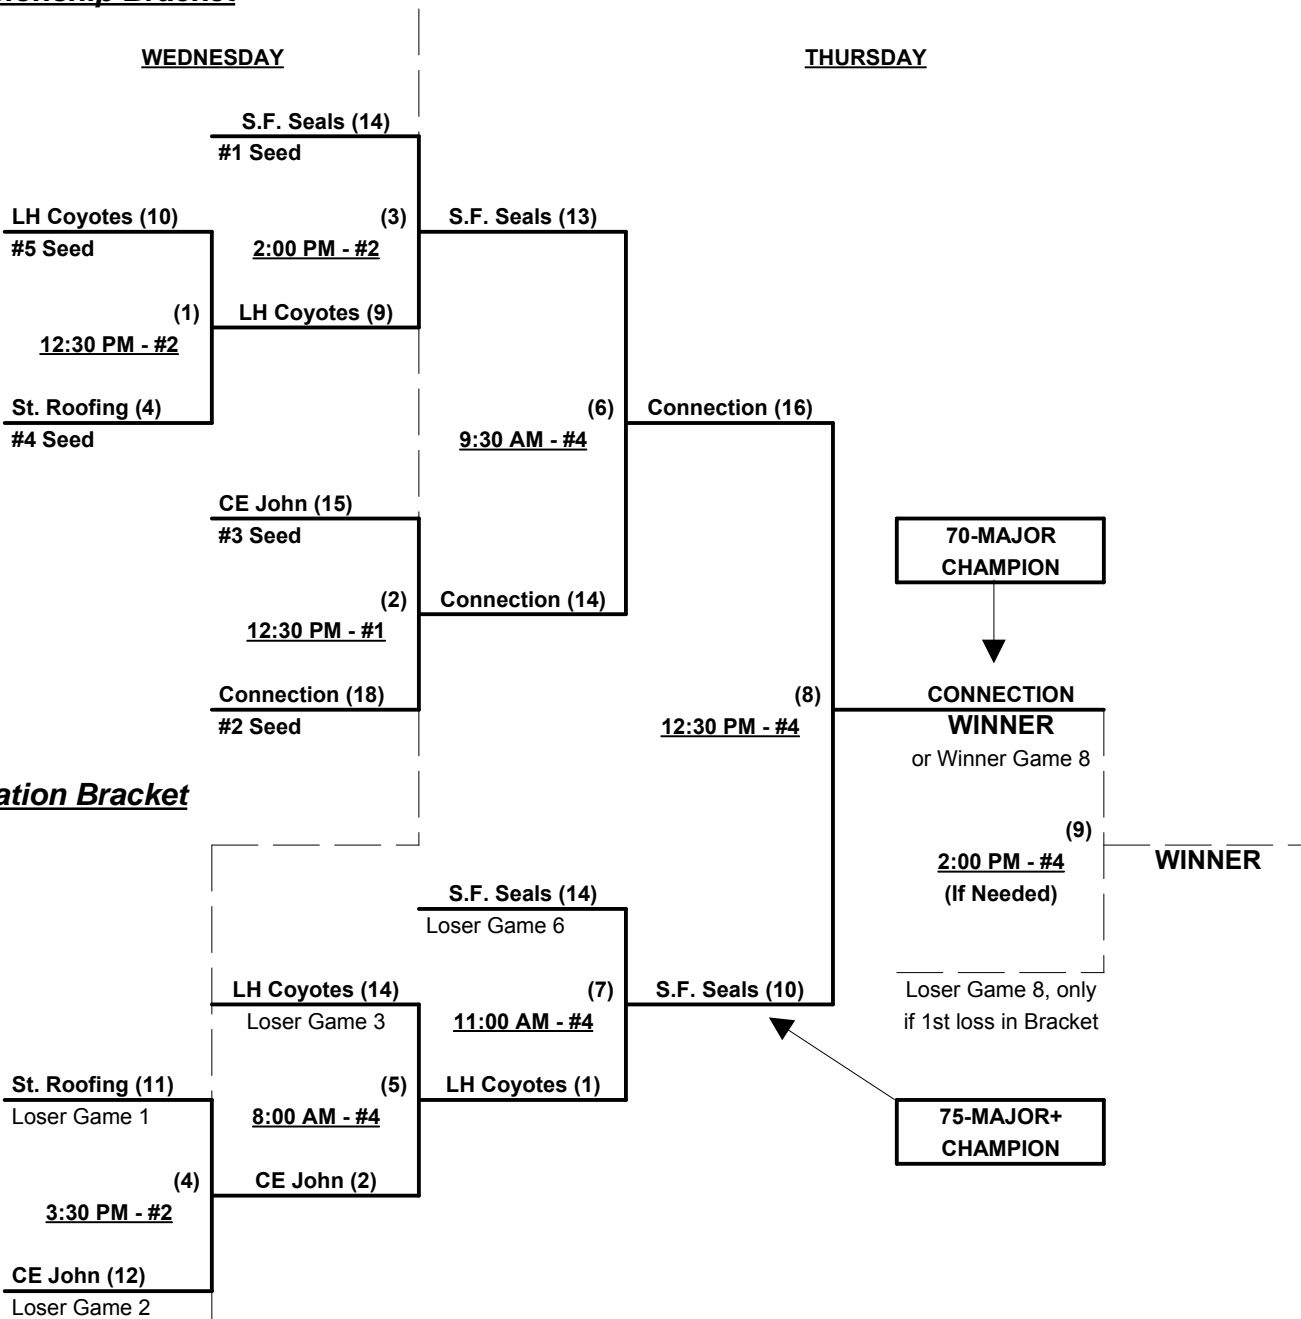 WEDNESDAY
THURSDAY
S.F. Seals (14)
#1 Seed
LH Coyotes (10)
(3)
S.F. Seals (13)
#5 Seed
2:00 PM - #2
(1)
LH Coyotes (9)
12:30 PM - #2
St. Roofing (4)
(6)
Connection (16)
#4 Seed
9:30 AM - #4
CE John (15)
#3 Seed
70-MAJOR
CHAMPION
(2)
Connection (14)
12:30 PM - #1
Connection (18)
(8)
CONNECTION
#2 Seed
12:30 PM - #4
WINNER
or Winner Game 8
Bracket
(9)
2:00 PM - #4
WINNER
(If Needed)
S.F. Seals (14)
Loser Game 6
LH Coyotes (14)
(7)
S.F. Seals (10)
Loser Game 8, only
Loser Game 3
11:00 AM - #4
if 1st loss in Bracket
St. Roofing (11)
(5)
LH Coyotes (1)
Loser Game 1
8:00 AM - #4
75-MAJOR+
CHAMPION
(4)
CE John (2)
3:30 PM - #2
CE John (12)
Loser Game 2